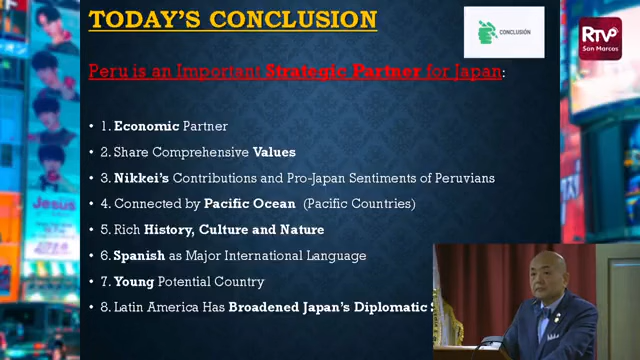 TODAY'S CONCLUSION
CONCLUSIÓN
RTVº
San Marcos
Peru is an Important Strategic Partner for Japan:
• 1. Economic Partner
• 2. Share Comprehensive Values
• 3. Nikkei's Contributions and Pro-Japan Sentiments of Peruvians
• 4. Connected by Pacific Ocean (Pacific Countries)
• 5. Rich History, Culture and Nature
• 6. Spanish as Major International Language
• 7. Young Potential Country
• 8. Latin America Has Broadened Japan's Diplomatic
Jesus